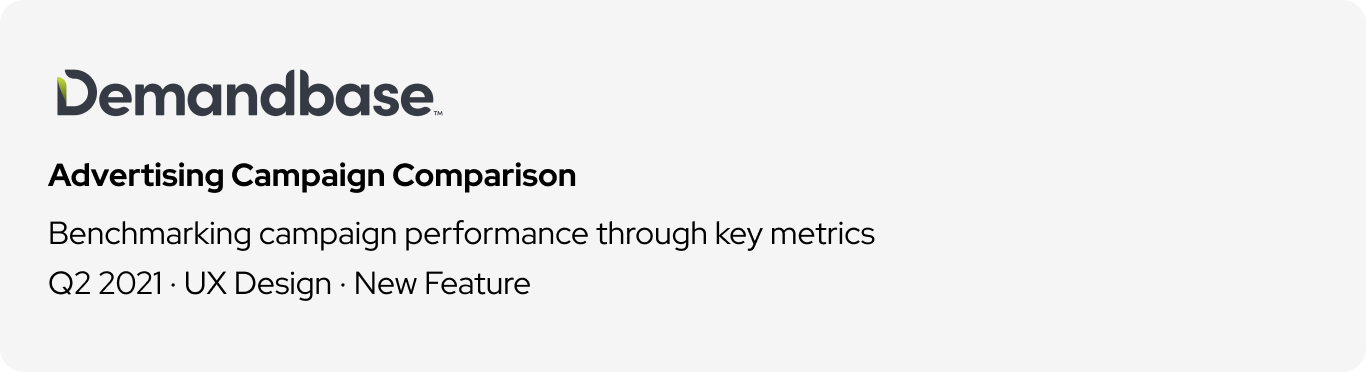 Demandbase™
Advertising Campaign Comparison
Benchmarking campaign performance through key metrics
Q2 2021 · UX Design · New Feature